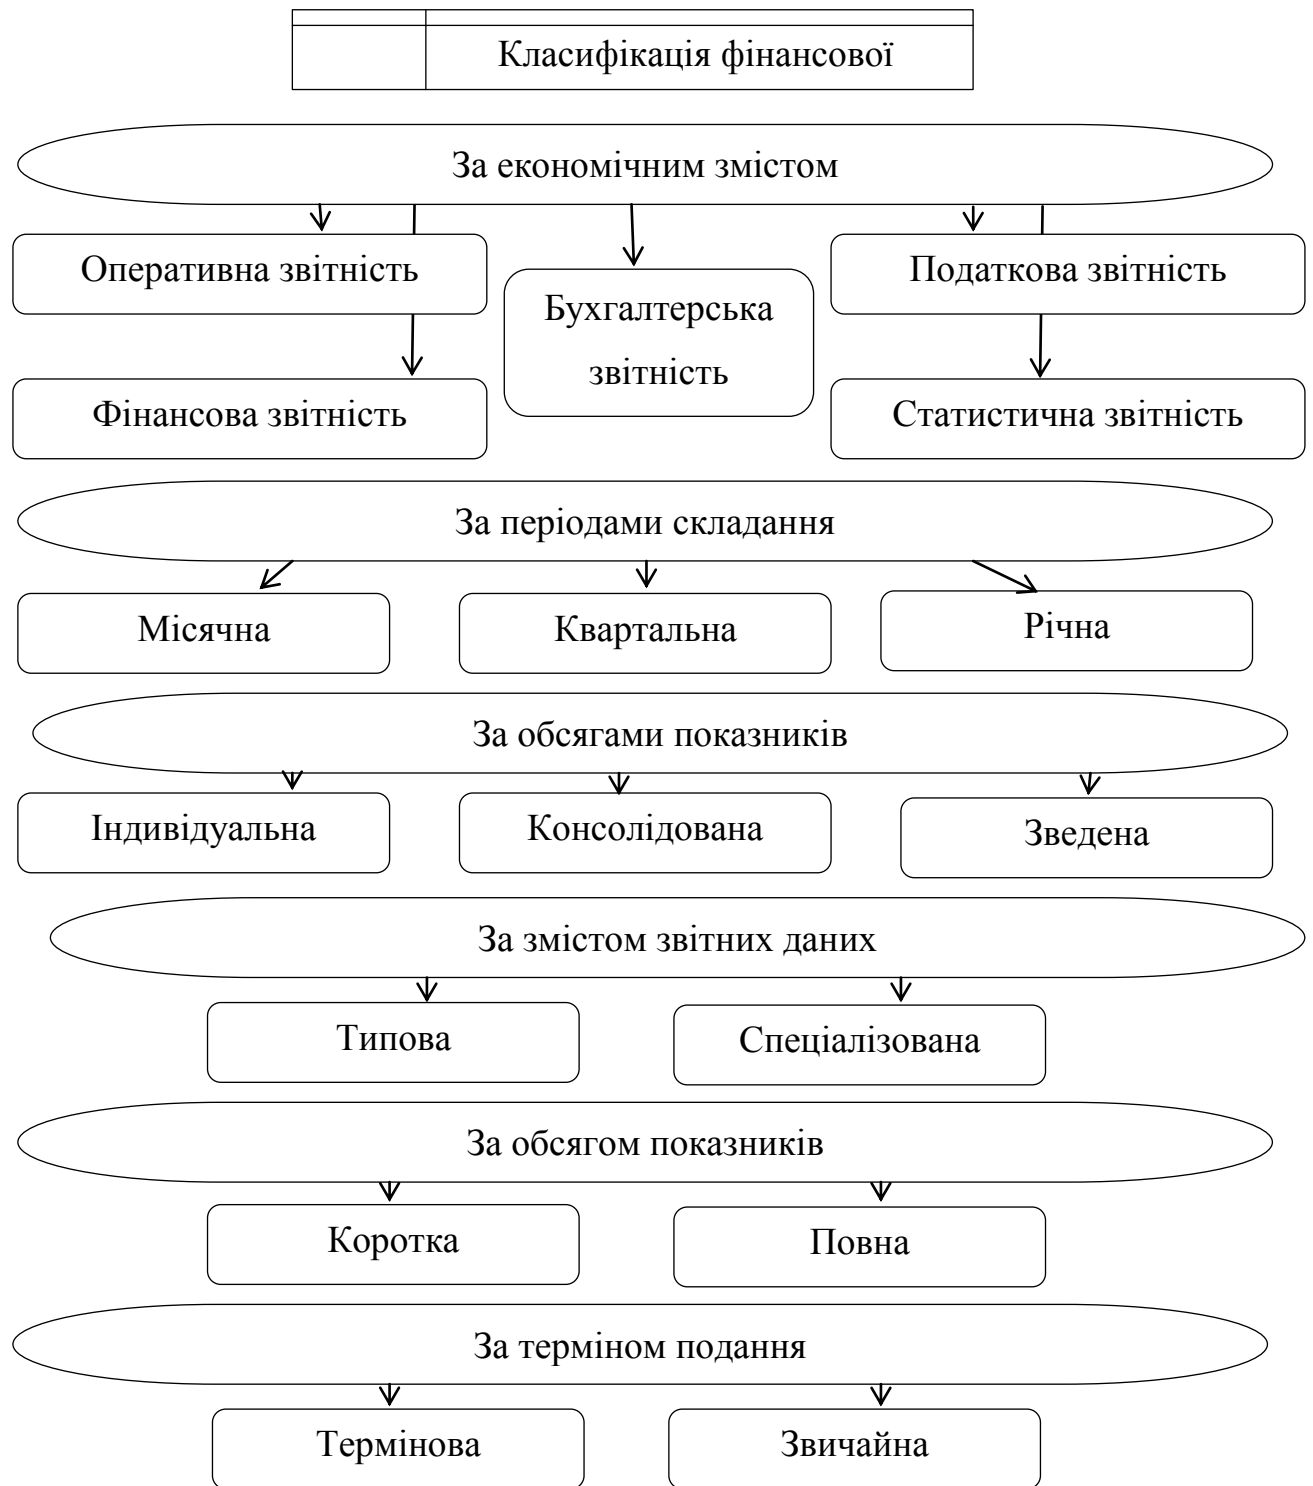 Класифікація фінансової
За економічним змістом
Оперативна звітність
Податкова звітність
Бухгалтерська
звітність
Фінансова звітність
Статистична звітність
За періодами складання
Місячна
Квартальна
Річна
За обсягами показників
Індивідуальна
Консолідована
Зведена
За змістом звітних даних
Типова
Спеціалізована
За обсягом показників
Коротка
Повна
За терміном подання
Термінова
Звичайна